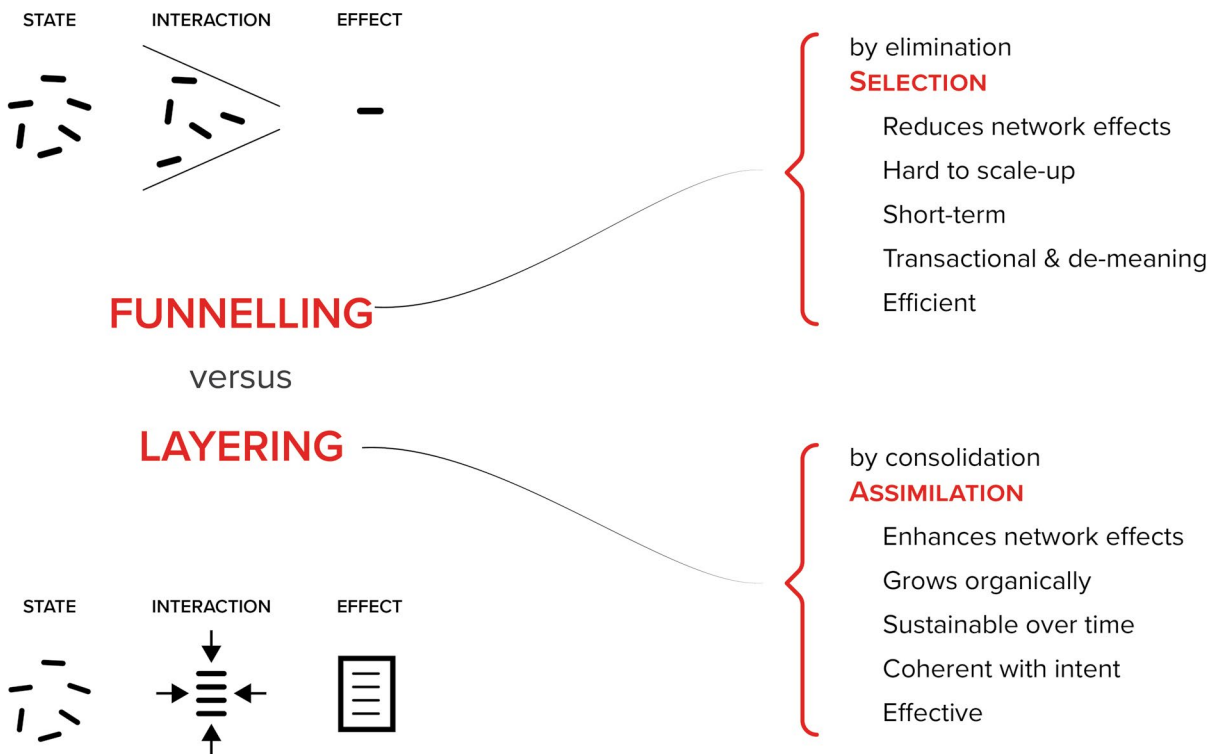 STATE INTERACTION EFFECT
by elimination
SELECTION
Reduces network effects
Hard to scale-up
Short-term
Transactional & de-meaning
Efficient
FUNNELLING
versus
LAYERING
by consolidation
ASSIMILATION
Enhances network effects
Grows organically
Sustainable over time
Coherent with intent
Effective
STATE INTERACTION EFFECT